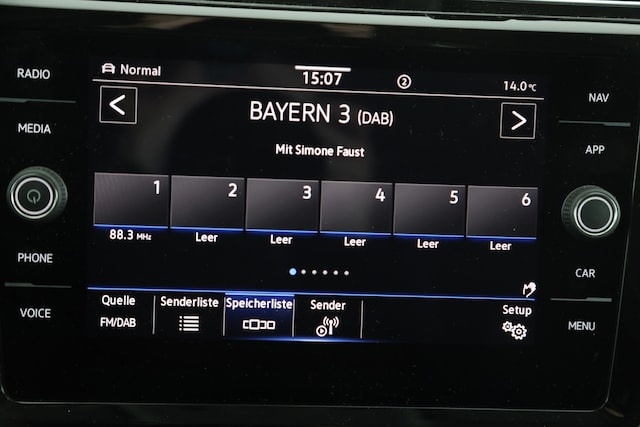 RADIO
MEDIA
PHONE
VOICE
Normal
15:07
2
14.0°C
BAYERN 3 (DAB)
Mit Simone Faust
1 2 3 4 5 6
88.3 MHz Leer Leer Leer Leer Leer
Quelle Senderliste Speicherliste Sender Setup
FM/DAB
NAV
APP
CAR
MENU